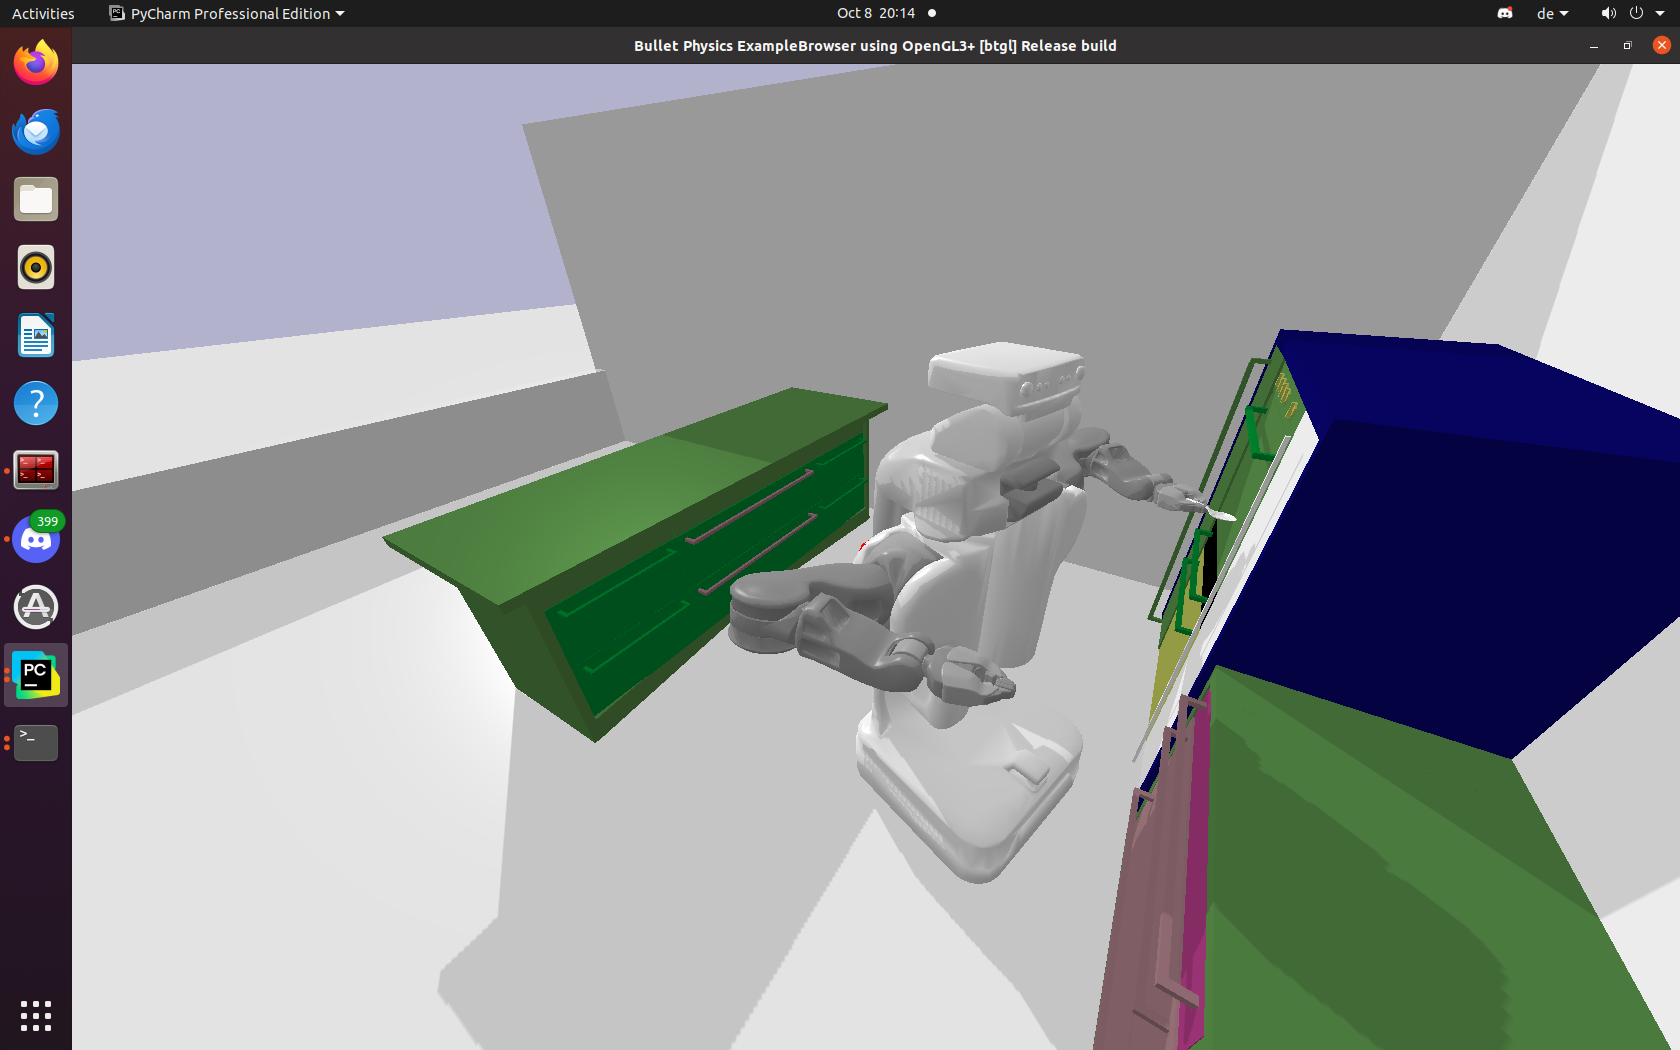 Activities
PyCharm Professional Edition
Oct 8 20:14
de
Bullet Physics ExampleBrowser using OpenGL3+ [btgl] Release build
399
?
PC
>_